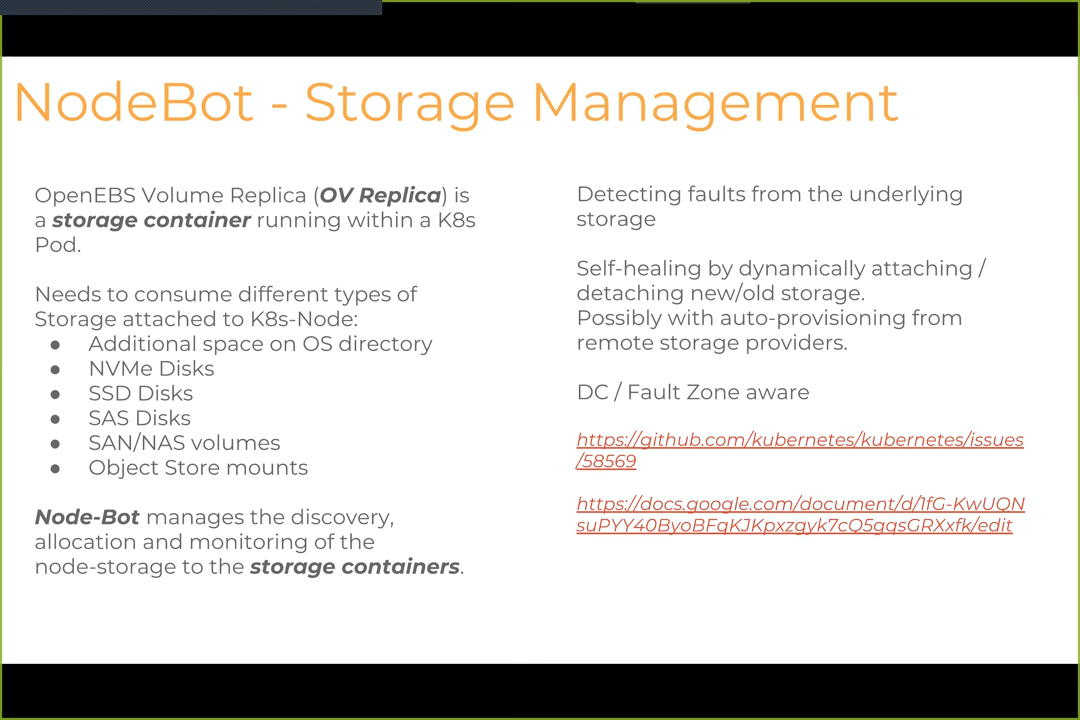 NodeBot - Storage Management
OpenEBS Volume Replica (OV Replica) is
a storage container running within a K8s
Pod.
Needs to consume different types of
Storage attached to K8s-Node:
● Additional space on OS directory
● NVMe Disks
● SSD Disks
● SAS Disks
● SAN/NAS volumes
● Object Store mounts
Node-Bot manages the discovery,
allocation and monitoring of the
node-storage to the storage containers.
Detecting faults from the underlying
storage
Self-healing by dynamically attaching /
detaching new/old storage.
Possibly with auto-provisioning from
remote storage providers.
DC / Fault Zone aware
https://github.com/kubernetes/kubernetes/issues
/58569
https://docs.google.com/document/d/1fG-KwUQN
suPYY40ByoBFqKJKpxzgyk7cQ5gqsGRXxfk/edit